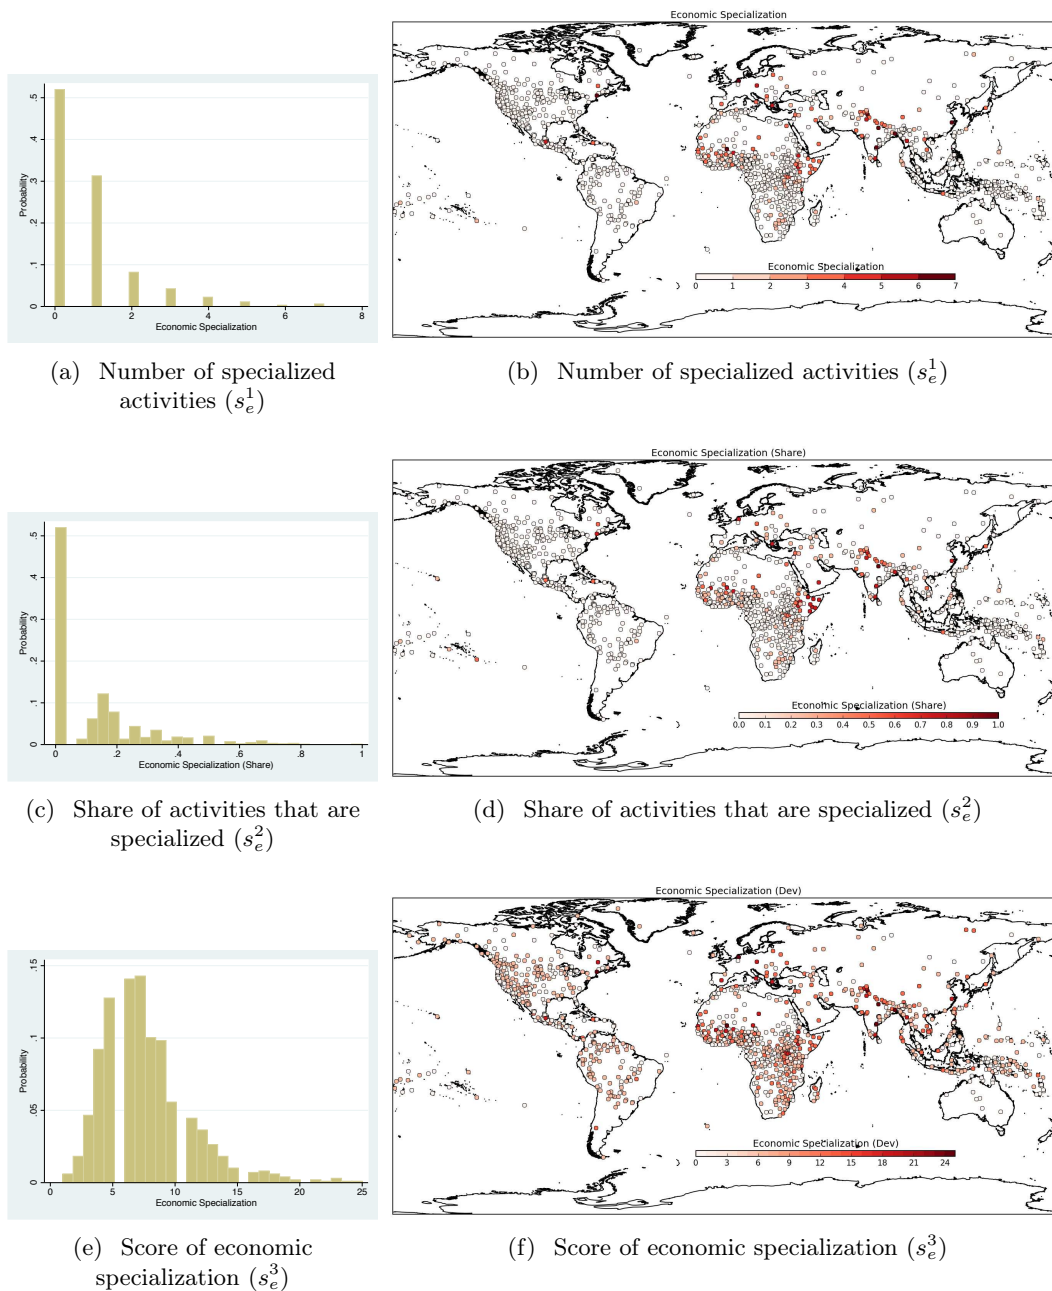 Economic Specialization
Probability
.5
.4
.3
.2
.1
0
0 2 4 6 8
Economic Specialization
Economic Specialization
0 1 2 3 4 5 6 7
(a) Number of specialized
activities (s_e^1)
(b) Number of specialized activities (s_e^1)
Economic Specialization (Share)
Probability
.5
.4
.3
.2
.1
0
0 .2 .4 .6 .8 1
Economic Specialization (Share)
Economic Specialization (Share)
0.0 0.1 0.2 0.3 0.4 0.5 0.6 0.7 0.8 0.9 1.0
(c) Share of activities that are
specialized (s_e^2)
(d) Share of activities that are specialized (s_e^2)
Economic Specialization (Dev)
Probability
.15
.1
.05
0
0 5 10 15 20 25
Economic Specialization
Economic Specialization (Dev)
0 3 6 9 12 15 18 21 24
(e) Score of economic
specialization (s_e^3)
(f) Score of economic specialization (s_e^3)